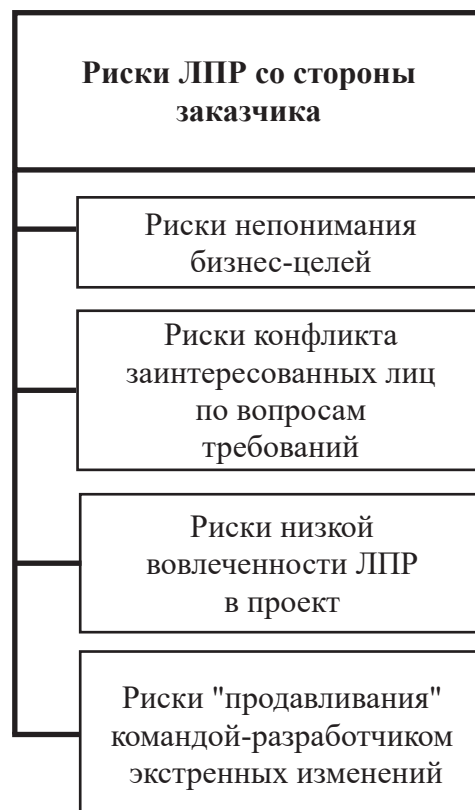 Риски ЛПР со стороны
заказчика
Риски непонимания
бизнес-целей
Риски конфликта
заинтересованных лиц
по вопросам
требований
Риски низкой
вовлеченности ЛПР
в проект
Риски "продавливания"
командой-разработчиком
экстренных изменений